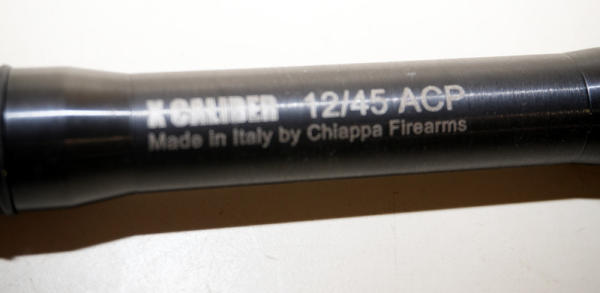 X-CALIBER 12/45 ACP
Made in Italy by Chiappa Firearms